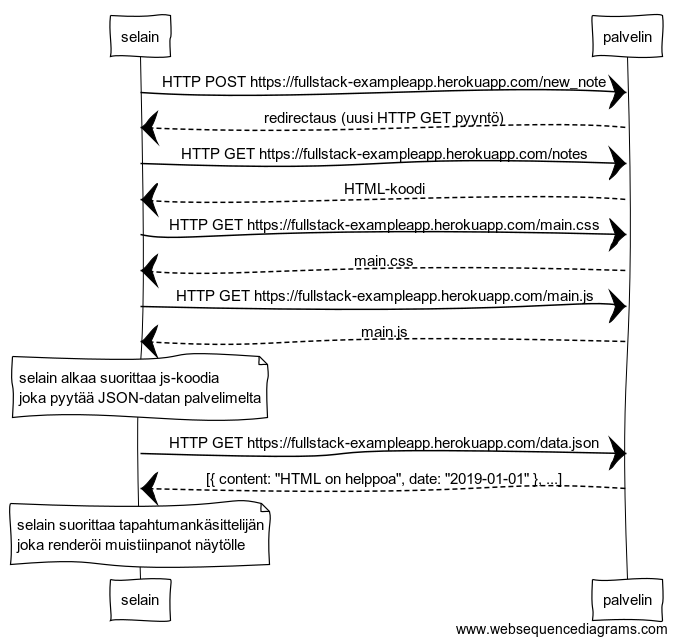 selain
palvelin
HTTP POST https://fullstack-exampleapp.herokuapp.com/new_note
redirectaus (uusi HTTP GET pyyntö)
HTTP GET https://fullstack-exampleapp.herokuapp.com/notes
HTML-koodi
HTTP GET https://fullstack-exampleapp.herokuapp.com/main.css
main.css
HTTP GET https://fullstack-exampleapp.herokuapp.com/main.js
main.js
selain alkaa suorittaa js-koodia
joka pyytää JSON-datan palvelimelta
HTTP GET https://fullstack-exampleapp.herokuapp.com/data.json
[{ content: "HTML on helppoa", date: "2019-01-01" }, ...]
selain suorittaa tapahtumankäsittelijän
joka renderöi muistiinpanot näytölle
selain
palvelin
www.websequencediagrams.com